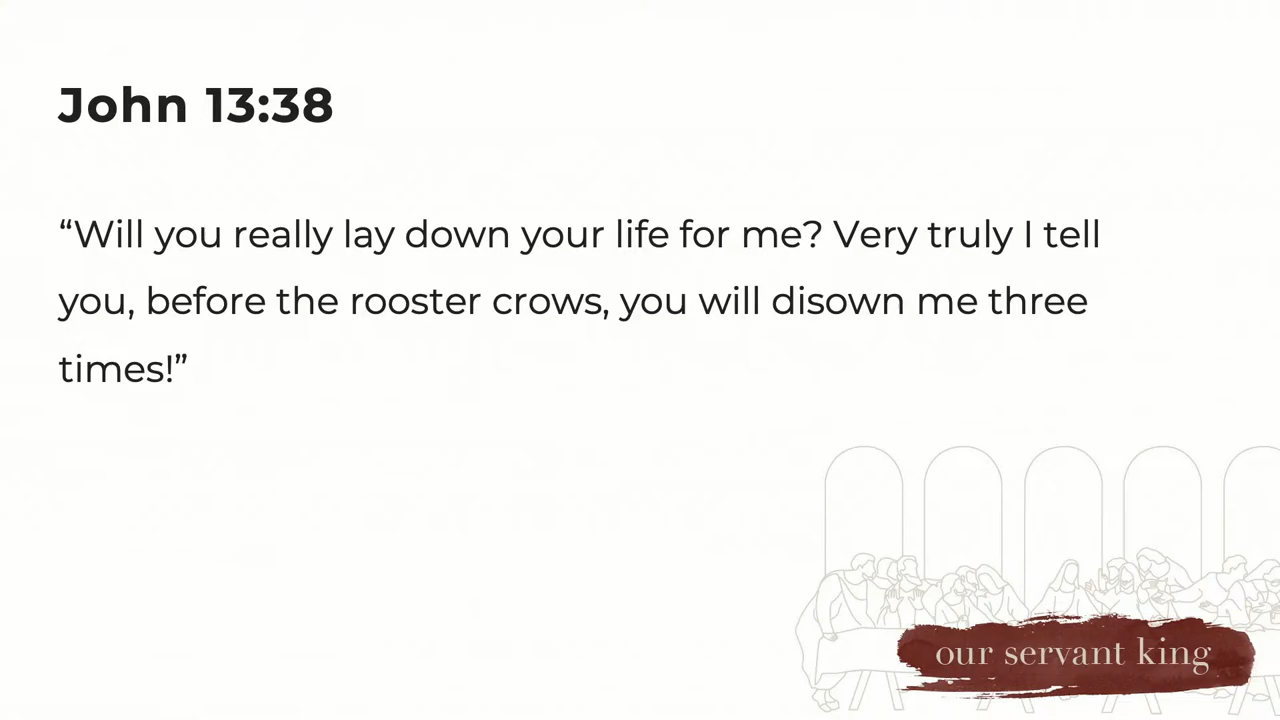 John 13:38
“Will you really lay down your life for me? Very truly I tell
you, before the rooster crows, you will disown me three
times!”
our servant king